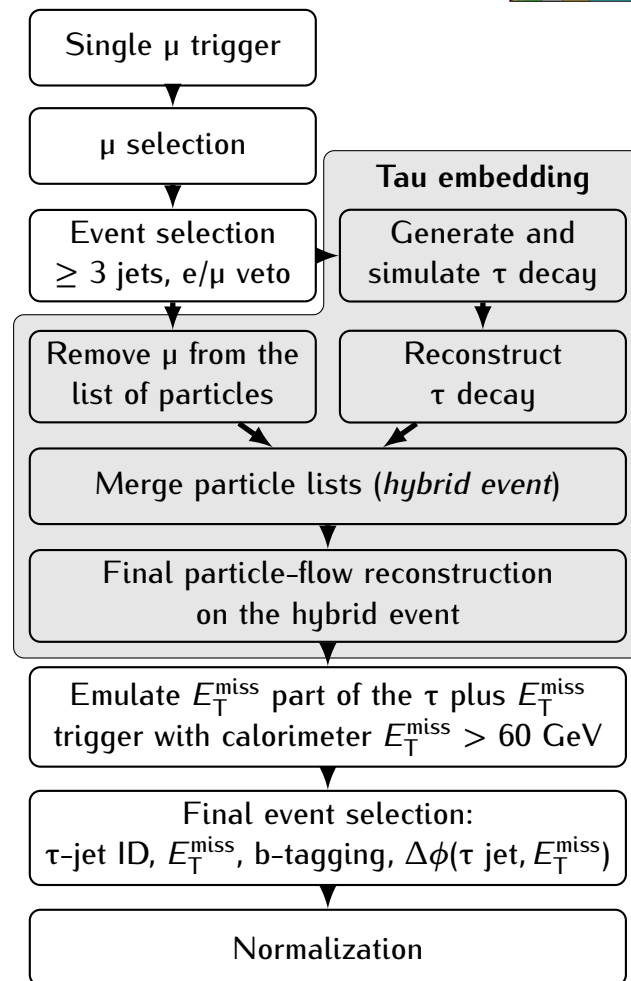 Single μ trigger
μ selection
Tau embedding
Event selection
≥ 3 jets, e/μ veto
Generate and
simulate τ decay
Remove μ from the
list of particles
Reconstruct
τ decay
Merge particle lists (hybrid event)
Final particle-flow reconstruction
on the hybrid event
Emulate E_T^miss part of the τ plus E_T^miss
trigger with calorimeter E_T^miss > 60 GeV
Final event selection:
τ-jet ID, E_T^miss, b-tagging, Δϕ(τ jet, E_T^miss)
Normalization